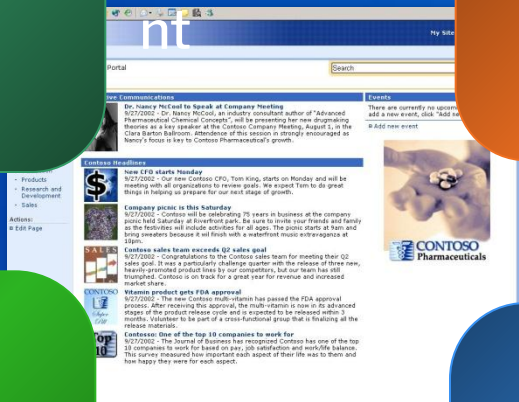 nt
My Site
Portal
Search
ive Communications
Events
Dr. Nancy McCool to Speak at Company Meeting
9/27/2002 - Dr. Nancy McCool, an industry consultant author of "Advanced
Pharmaceutical Chemical Concepts", will be presenting her new drugmaking
theories as a key speaker at the Contoso Company Meeting, August 1, in the
Clara Barton Ballroom. Attendence of this session in strongly encouraged as
Nancy's focus is key to Contoso Pharmaceutical's growth.
There are currently no upcom
add a new event, click "Add ne
Add new event
Contoso Headlines
New CFO starts Monday
9/27/2002 - Our new Contoso CFO, Tom King, starts on Monday and will be
meeting with all organizations to review goals. We expect Tom to do great
things in helping us prepare for our next stage of growth.
Products
Research and
Development
Sales
Actions:
Edit Page
Company picnic is this Saturday
9/27/2002 - Contoso will be celebrating 75 years in business at the company
picnic held Saturday at Riverfront park. Be sure to invite your friends and family
as the festivities will include activities for all ages. The picnic starts at 9am and
bring sweaters because it will finish with a waterfront music extravaganza at
10pm.
SALES
Contoso sales team exceeds Q2 sales goal
9/27/2002 - Congratulations to the Contoso sales team for meeting their Q2
sales goal. It was a particularly challenge quarter with the release of three new,
heavily-promoted product lines by our competitors, but our team has still
triumphed. Contoso is on track for a great year for revenue and increased
market share.
CONTOSO
Pharmaceuticals
CONTOSO
Vitamin product gets FDA approval
9/27/2002 - The new Contoso multi-vitamin has passed the FDA approval
process. After receiving this approval, the multi-vitamin is now in its advanced
stages of the product release cycle and is expected to be released within 3
months. Volunteer to be part of a cross-functional group that is finalizing all the
release materials.
Top
10
Contoso: One of the top 10 companies to work for
9/27/2002 - The Journal of Business has recognized Contoso has one of the top
10 companies to work for based on pay, job satisfaction and work/life balance.
This survey measured how important each aspect of their life was to them and
how happy they were for each aspect.